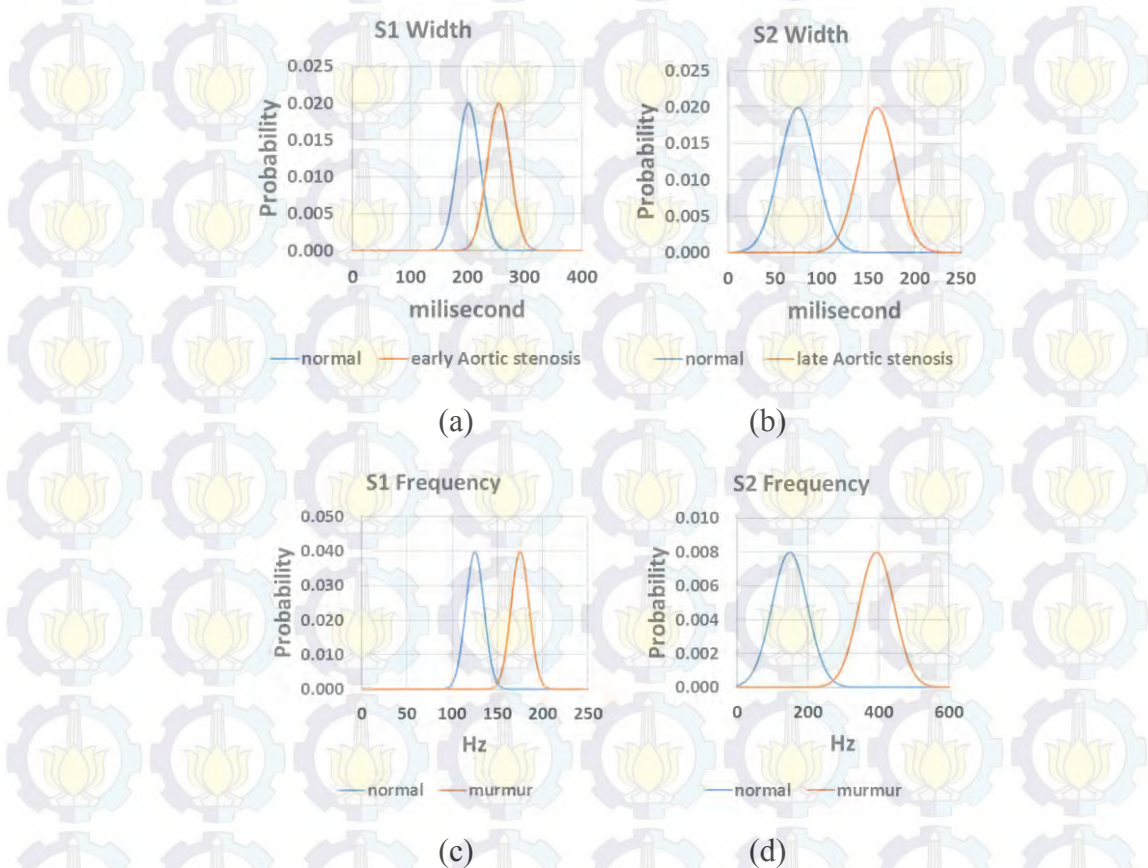 S1 Width
Probability
0.025
0.020
0.015
0.010
0.005
0.000
0 100 200 300 400
milisecond
normal early Aortic stenosis
(a)
S2 Width
Probability
0.025
0.020
0.015
0.010
0.005
0.000
0 50 100 150 200 250
milisecond
normal late Aortic stenosis
(b)
S1 Frequency
Probability
0.050
0.040
0.030
0.020
0.010
0.000
0 50 100 150 200 250
Hz
normal murmur
(c)
S2 Frequency
Probability
0.010
0.008
0.006
0.004
0.002
0.000
0 200 400 600
Hz
normal murmur
(d)